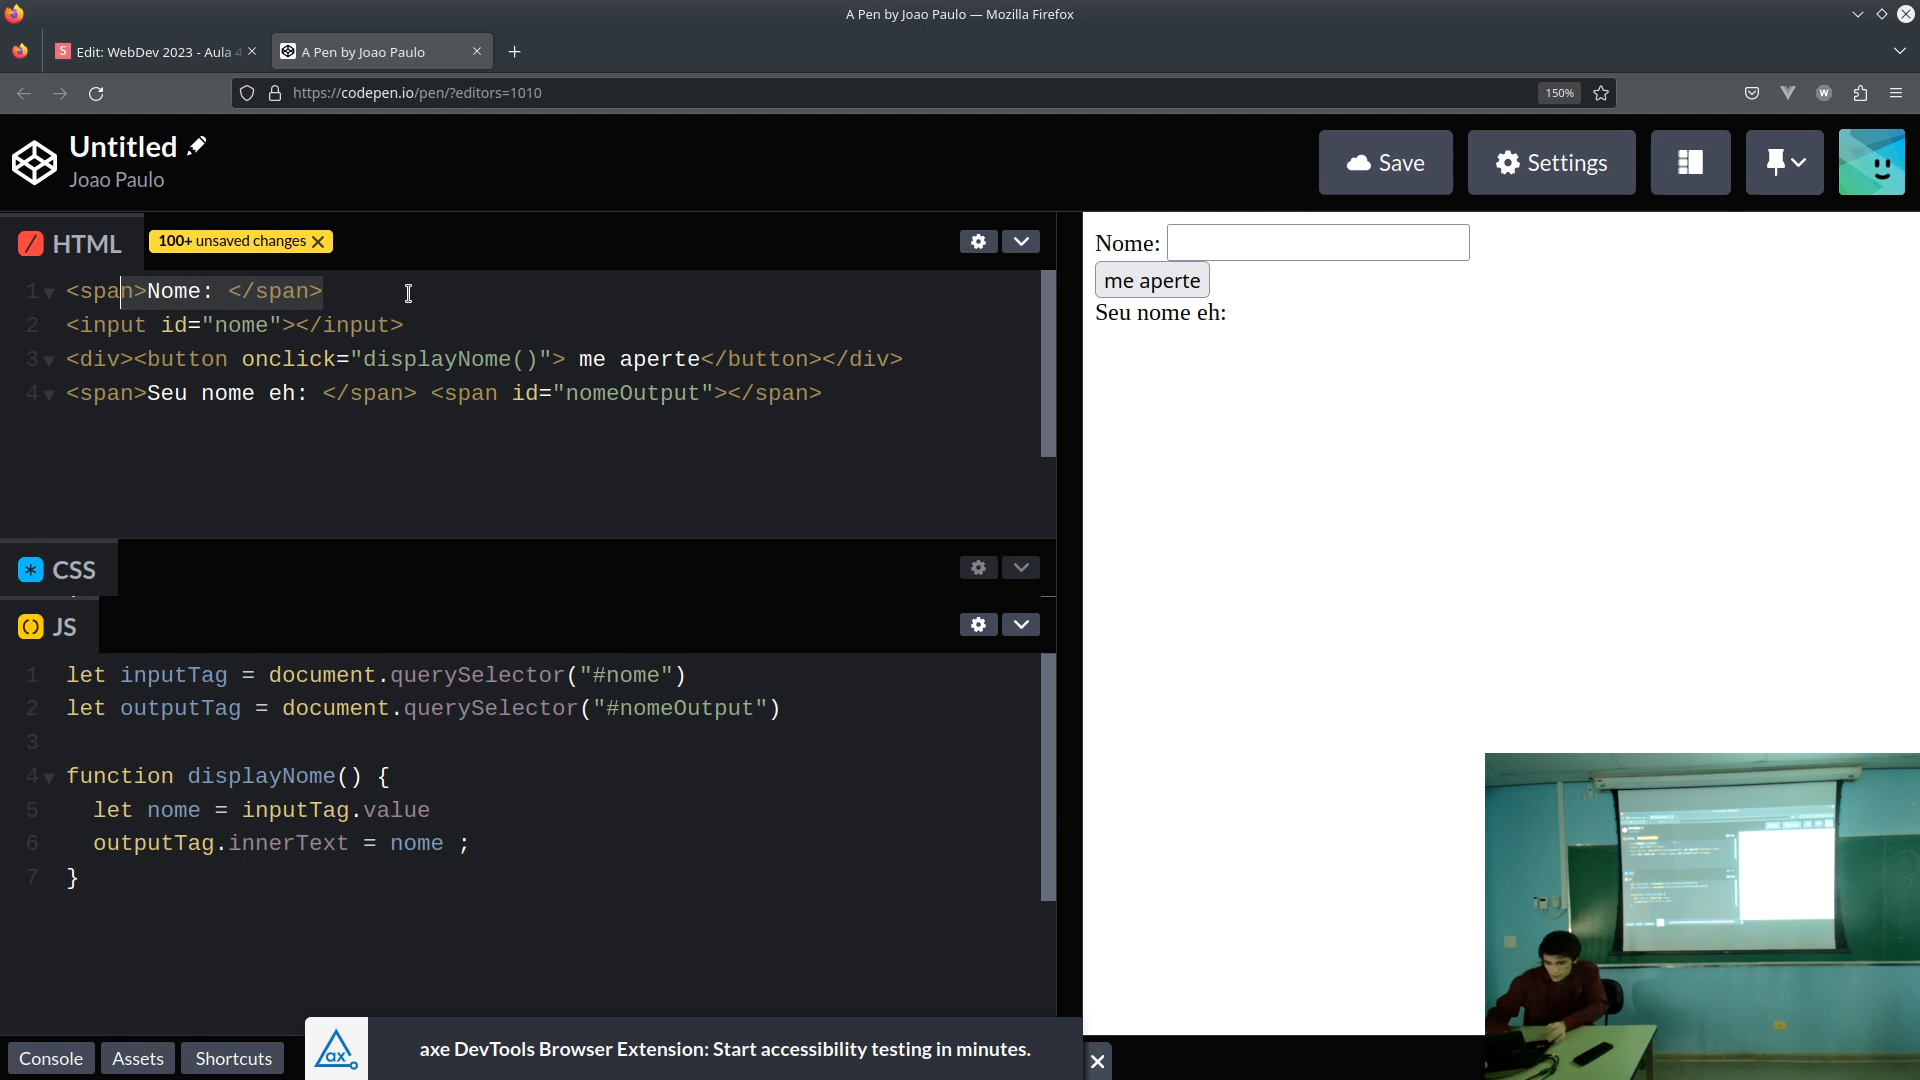 A Pen by Joao Paulo — Mozilla Firefox
S Edit: WebDev 2023 - Aula 4
A Pen by Joao Paulo
https://codepen.io/pen/?editors=1010
150%
W
Untitled
Joao Paulo
Save
Settings
HTML
100+ unsaved changes
1 <span>Nome: </span>
2 <input id="nome"></input>
3 <div><button onclick="displayNome()"> me aperte</button></div>
4 <span>Seu nome eh: </span> <span id="nomeOutput"></span>
CSS
JS
1 let inputTag = document.querySelector("#nome")
2 let outputTag = document.querySelector("#nomeOutput")
3
4 function displayNome() {
5 let nome = inputTag.value
6 outputTag.innerText = nome ;
7 }
Nome:
me aperte
Seu nome eh:
Console
Assets
Shortcuts
ax
axe DevTools Browser Extension: Start accessibility testing in minutes.